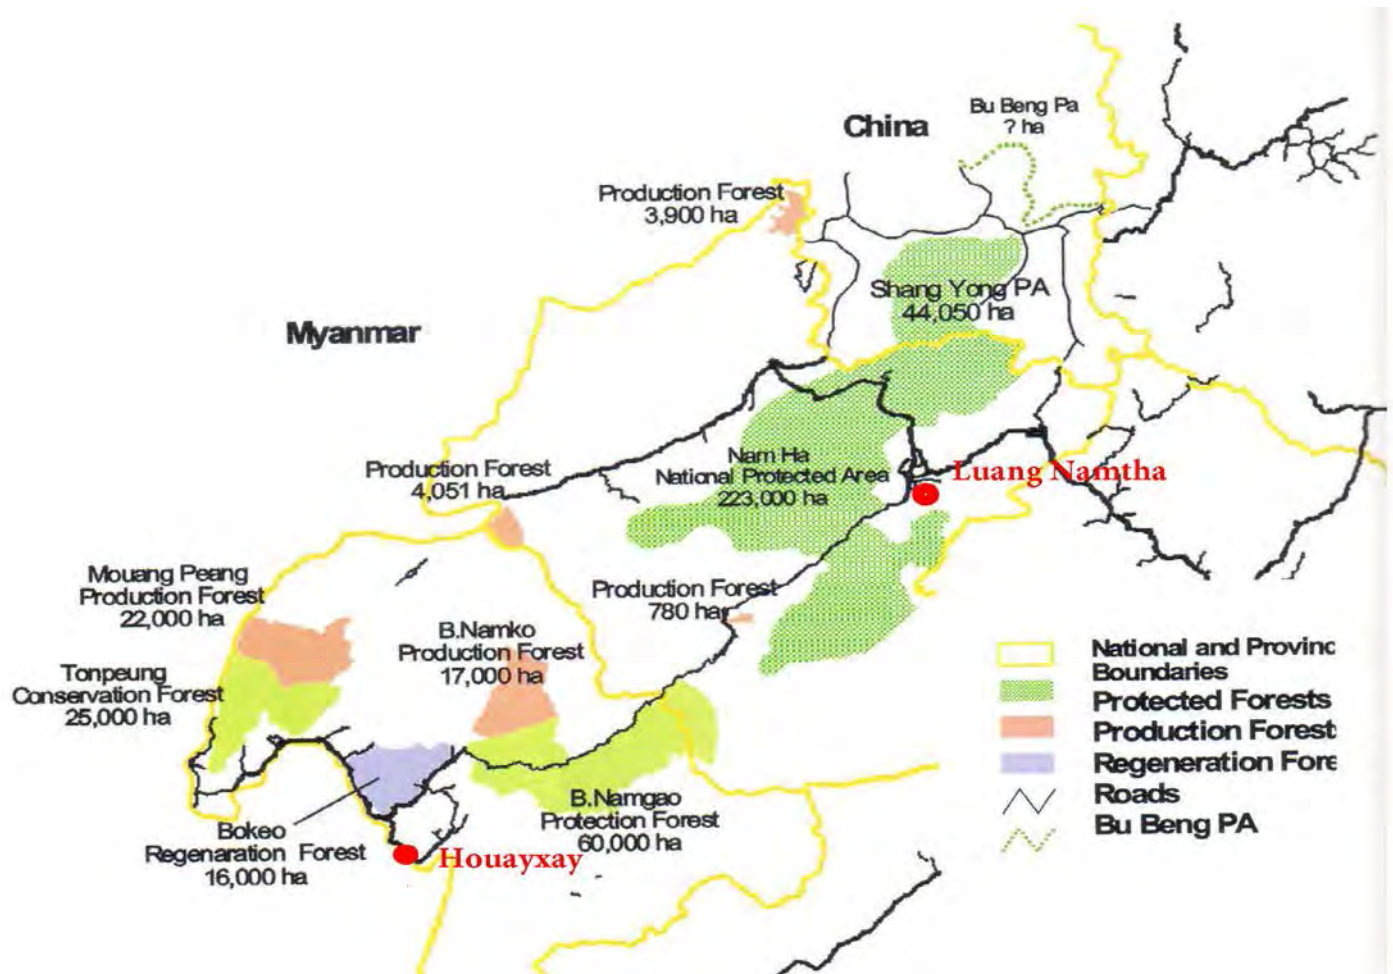 Bu Beng Pa
? ha
China
Production Forest
3,900 ha
Shang Yong PA
44,050 ha
Myanmar
Nam Ha
National Protected Area
223,000 ha
Luang Namtha
Production Forest
4,051 ha
Mouang Peang
Production Forest
22,000 ha
Production Forest
780 ha
B.Namko
Production Forest
17,000 ha
Tonpeung
Conservation Forest
25,000 ha
B.Namgao
Protection Forest
60,000 ha
Bokeo
Regenaration Forest
16,000 ha
Houayxay
National and Provinc
Boundaries
Protected Forests
Production Forest
Regeneration Fore
Roads
Bu Beng PA